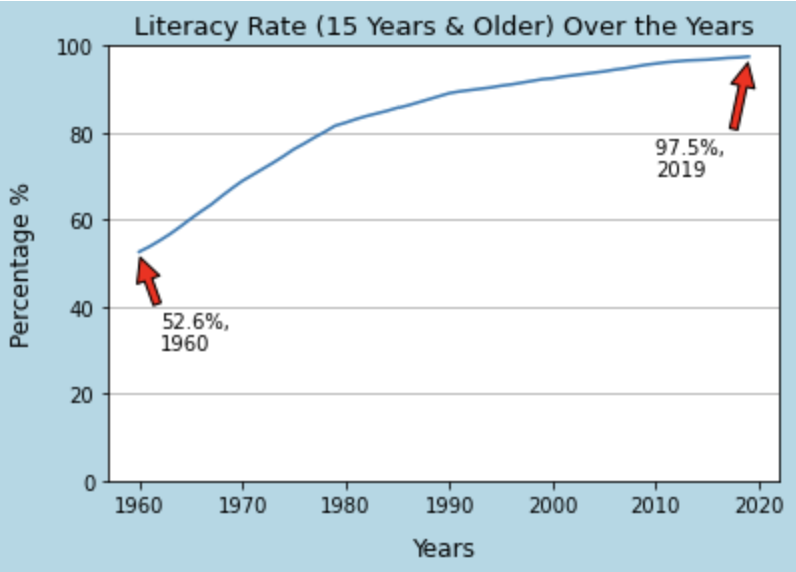 Literacy Rate (15 Years & Older) Over the Years
100
80
60
40
20
0
Percentage %
97.5%,
2019
52.6%,
1960
1960 1970 1980 1990 2000 2010 2020
Years